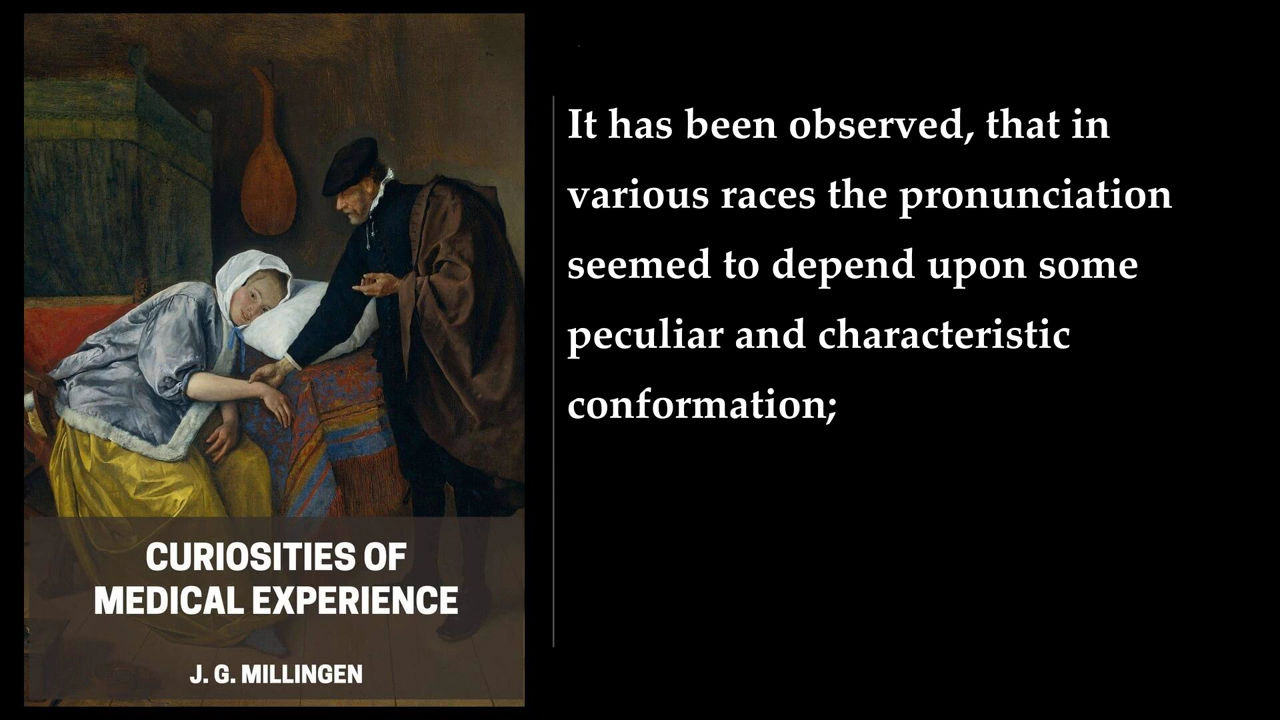 CURIOSITIES OF
MEDICAL EXPERIENCE
J. G. MILLINGEN
It has been observed, that in
various races the pronunciation
seemed to depend upon some
peculiar and characteristic
conformation;